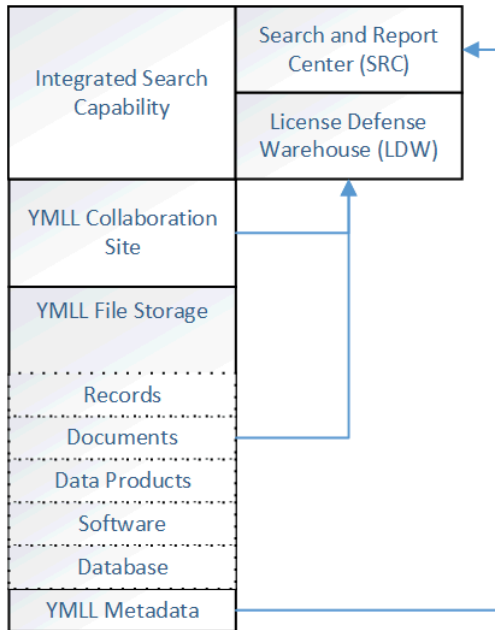 Integrated Search
Capability
Search and Report
Center (SRC)
License Defense
Warehouse (LDW)
YMLL Collaboration
Site
YMLL File Storage
Records
Documents
Data Products
Software
Database
YMLL Metadata